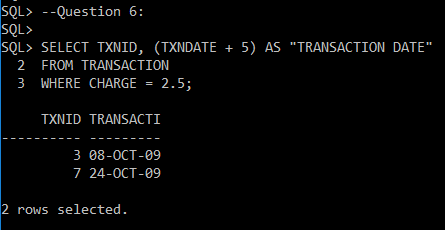 SQL> --Question 6:
SQL>
SQL> SELECT TXNID, (TXNDATE + 5) AS "TRANSACTION DATE"
  2  FROM TRANSACTION
  3  WHERE CHARGE = 2.5;

     TXNID TRANSACTI
---------- ---------
         3 08-OCT-09
         7 24-OCT-09

2 rows selected.